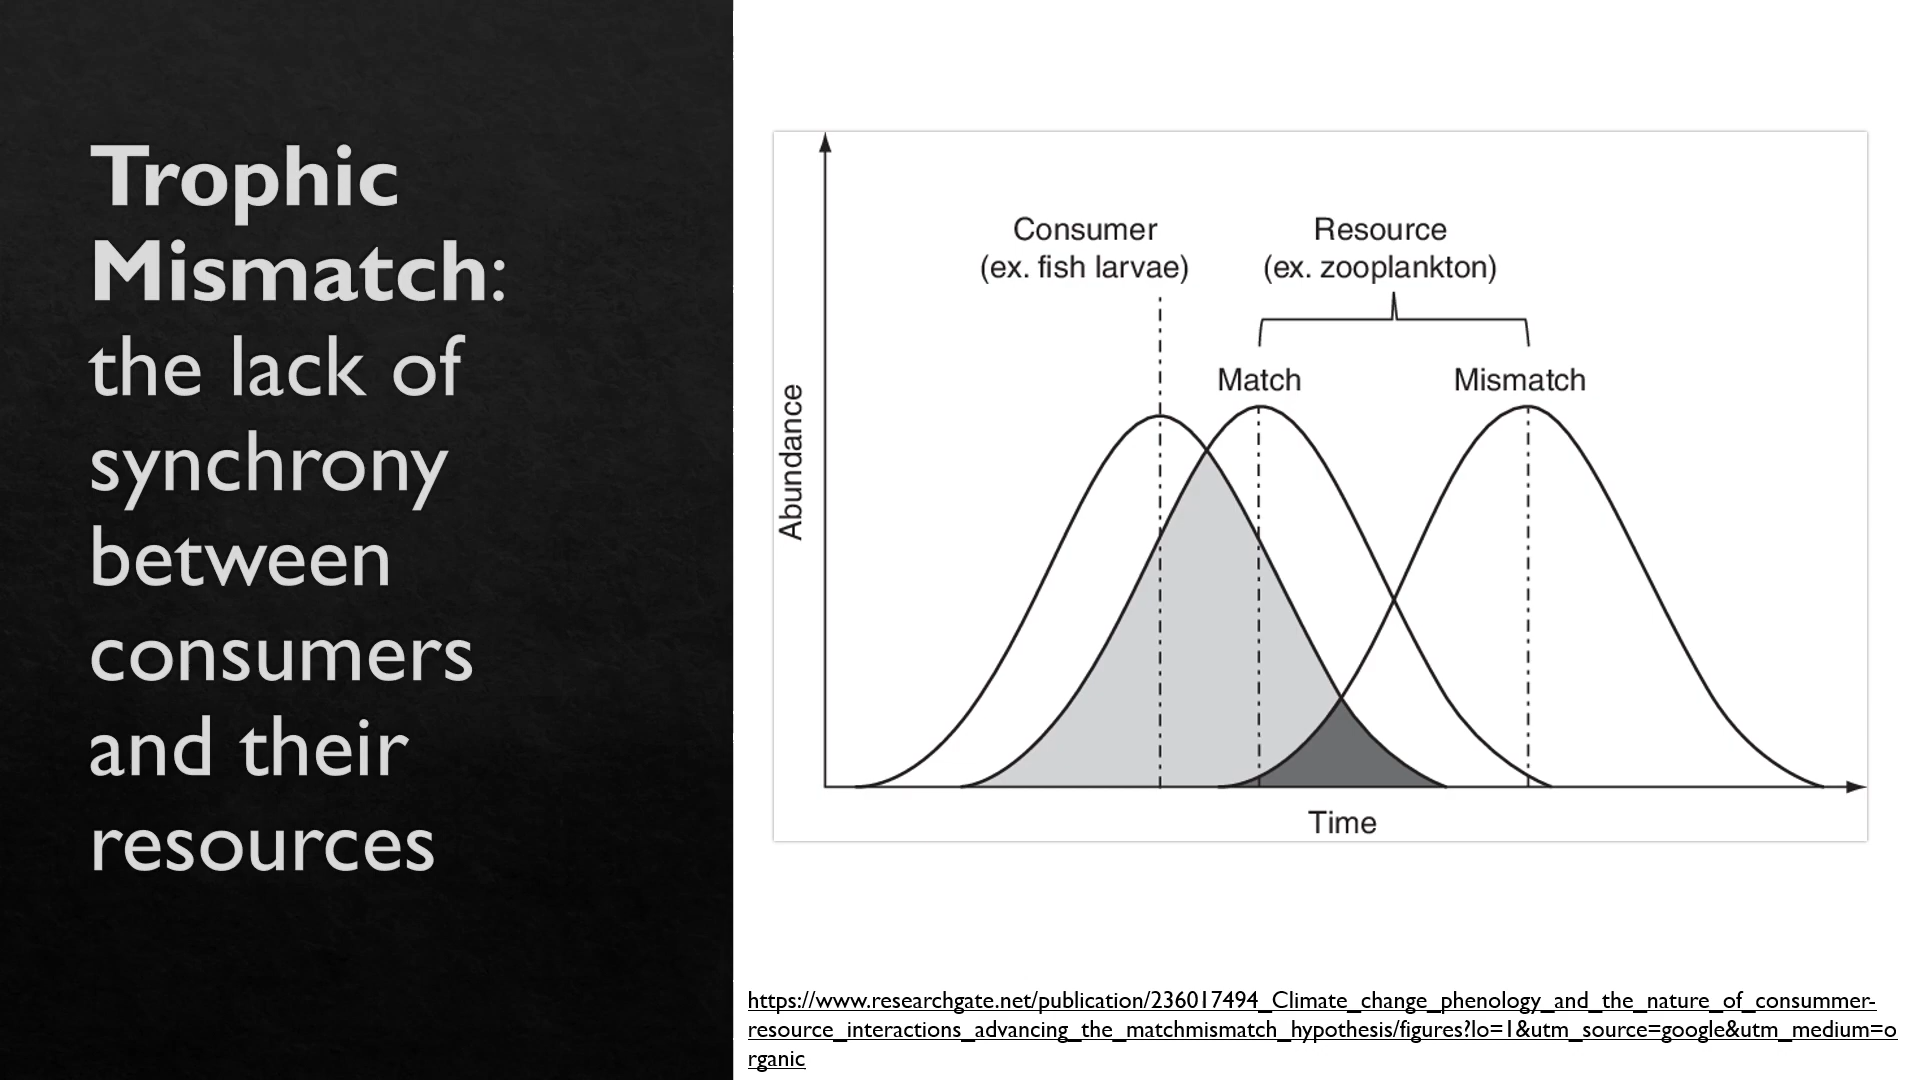 Trophic
Mismatch:
the lack of
synchrony
between
consumers
and their
resources
Consumer
(ex. fish larvae)
Resource
(ex. zooplankton)
Match
Mismatch
Abundance
Time
https://www.researchgate.net/publication/236017494_Climate_change_phenology_and_the_nature_of_consummer-
resource_interactions_advancing_the_matchmismatch_hypothesis/figures?lo=1&utm_source=google&utm_medium=o
rganic